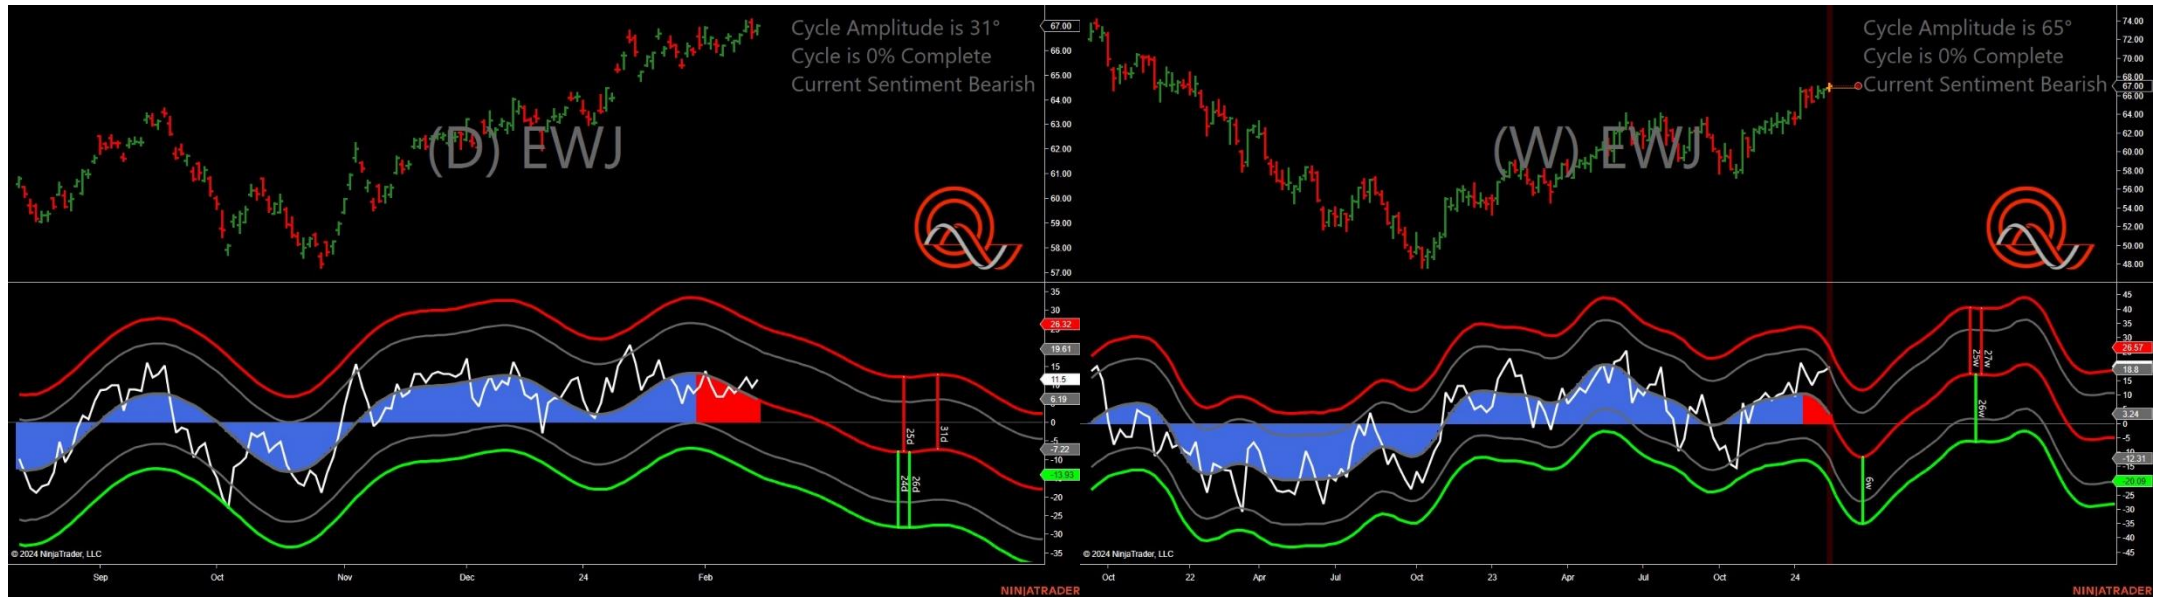 Cycle Amplitude is 31°
Cycle is 0% Complete
Current Sentiment Bearish
(D) EWJ
67.00
66.00
65.00
64.00
63.00
62.00
61.00
60.00
59.00
58.00
57.00
35
30
26.32
19.61
15
11.5
6.19
0
-5
-7.22
-10
-13.93
-20
-25
-30
-35
25d
31d
24d
26d
© 2024 NinjaTrader, LLC
Sep
Oct
Nov
Dec
24
Feb
NINJATRADER
Cycle Amplitude is 65°
Cycle is 0% Complete
Current Sentiment Bearish
(W) EWJ
74.00
72.00
70.00
68.00
67.00
66.00
64.00
62.00
60.00
58.00
56.00
54.00
52.00
50.00
48.00
45
40
35
30
26.57
18.8
15
10
3.24
0
-5
-12.31
-15
-20.09
-25
-30
-35
-40
-45
25w
27w
26w
6w
© 2024 NinjaTrader, LLC
Oct
22
Apr
Jul
Oct
23
Apr
Jul
Oct
24
NINJATRADER